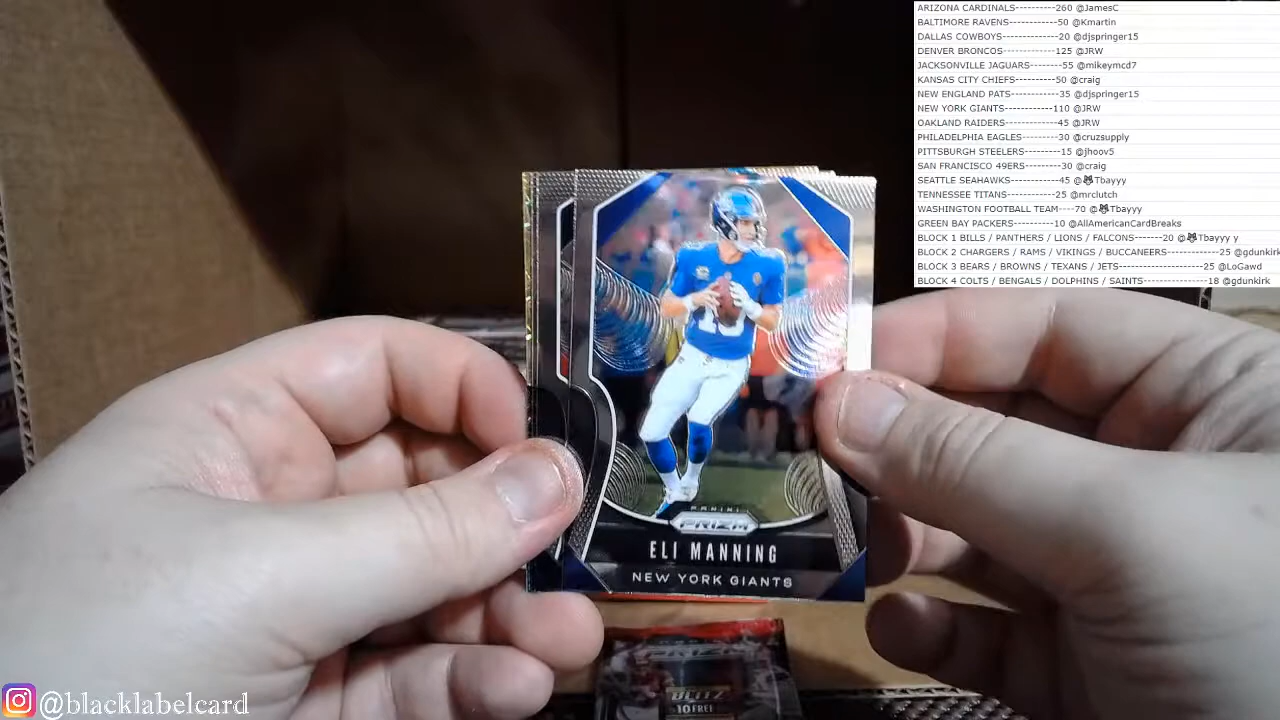 ARIZONA CARDINALS----------260 @JamesC
BALTIMORE RAVENS------------50 @Kmartin
DALLAS COWBOYS--------------20 @djspringer15
DENVER BRONCOS-------------125 @JRW
JACKSONVILLE JAGUARS--------55 @mikeymcd7
KANSAS CITY CHIEFS----------50 @craig
NEW ENGLAND PATS------------35 @djspringer15
NEW YORK GIANTS------------110 @JRW
OAKLAND RAIDERS-------------45 @JRW
PHILADELPHIA EAGLES---------30 @cruzsupply
PITTSBURGH STEELERS---------15 @jhoov5
SAN FRANCISCO 49ERS---------30 @craig
SEATTLE SEAHAWKS------------45 @😈Tbayyy
TENNESSEE TITANS------------25 @mrclutch
WASHINGTON FOOTBALL TEAM----70 @😈Tbayyy
GREEN BAY PACKERS----------10 @AllAmericanCardBreaks
BLOCK 1 BILLS / PANTHERS / LIONS / FALCONS-------20 @😈Tbayyy y
BLOCK 2 CHARGERS / RAMS / VIKINGS / BUCCANEERS--------------25 @gdunkirk
BLOCK 3 BEARS / BROWNS / TEXANS / JETS---------------------25 @LoGawd
BLOCK 4 COLTS / BENGALS / DOLPHINS / SAINTS----------------18 @gdunkirk
10
PANINI
PRIZM
ELI MANNING
NEW YORK GIANTS
PRIZM
BLITZ
10 FREE
@blacklabelcard